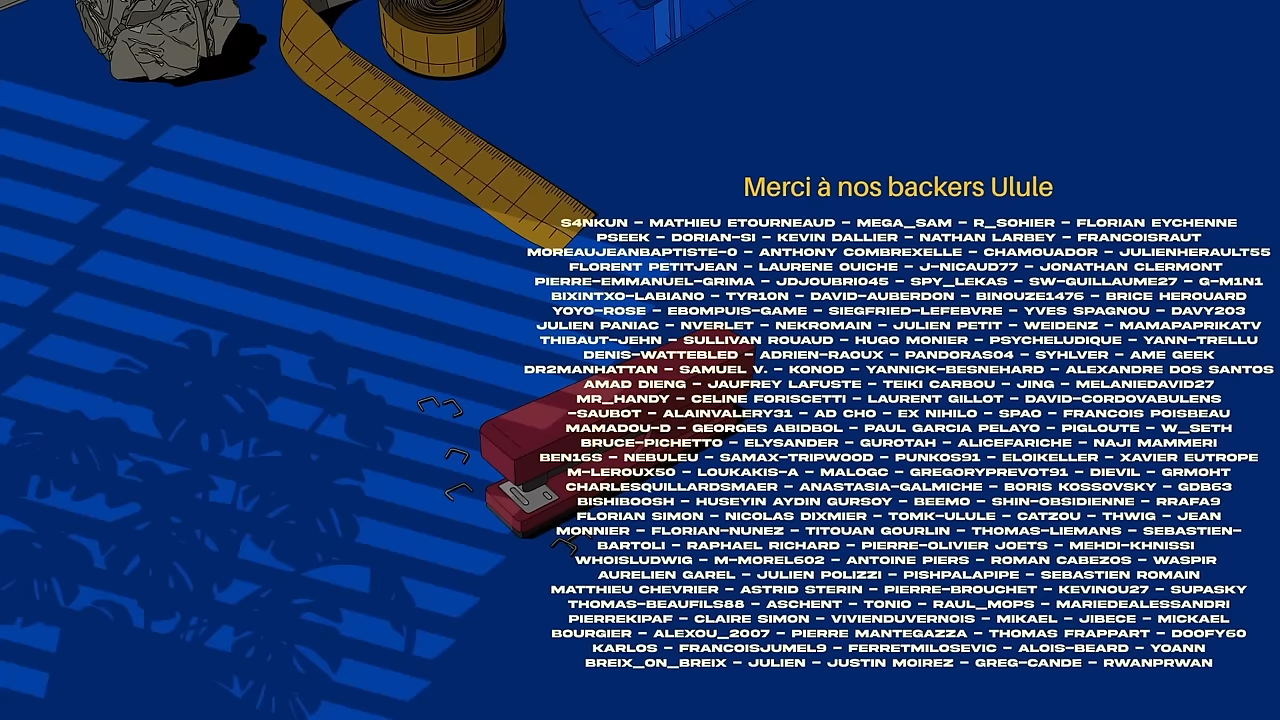 Merci à nos backers Ulule
S4NKUN – MATHIEU ETOURNEAUD – MEGA_SAM – R_SOHIER – FLORIAN EYCHENNE
PSEEK – DORIAN-SI – KEVIN DALLIER – NATHAN LARBEY – FRANCOISRAUT
MOREAUJEANBAPTISTE-0 – ANTHONY COMBREXELLE – CHAMOUADOR – JULIENHERAULT55
FLORENT PETITJEAN – LAURENE OUICHE – J-NICAUD77 – JONATHAN CLERMONT
PIERRE-EMMANUEL-GRIMA – JDJOUBRI045 – SPY_LEKAS – SW-GUILLAUME27 – G-M1N1
BIXINTXO-LABIANO – TYR10N – DAVID-AUBERDON – BINOUZE1476 – BRICE HEROUARD
YOYO-ROSE – EBOMPUIS-GAME – SIEGFRIED-LEFEBVRE – YVES SPAGNOU – DAVY203
JULIEN PANIAC – NVERLET – NEKROMAIN – JULIEN PETIT – WEIDENZ – MAMAPAPRIKATV
THIBAUT-JEHN – SULLIVAN ROUAUD – HUGO MONIER – PSYCHELUDIQUE – YANN-TRELLU
DENIS-WATTEBLED – ADRIEN-RAOUX – PANDORAS04 – SYHLVER – AME GEEK
DR2MANHATTAN – SAMUEL V. – KONOD – YANNICK-BESNEHARD – ALEXANDRE DOS SANTOS
AMAD DIENG – JAUFREY LAFUSTE – TEIKI CARBOU – JING – MELANIEDAVID27
MR_HANDY – CELINE FORISCETTI – LAURENT GILLOT – DAVID-CORDOVABULENS
-SAUBOT – ALAINVALERY31 – AD CHO – EX NIHILO – SPAO – FRANCOIS POISBEAU
MAMADOU-D – GEORGES ABIDBOL – PAUL GARCIA PELAYO – PIGLOUTE – W_SETH
BRUCE-PICHETTO – ELYSANDER – GUROTAH – ALICEFARICHE – NAJI MAMMERI
BEN16S – NEBULEU – SAMAX-TRIPWOOD – PUNKOS91 – ELOIKELLER – XAVIER EUTROPE
M-LEROUX50 – LOUKAKIS-A – MALOGC – GREGORYPREVOT91 – DIEVIL – GRMOHT
CHARLESQUILLARDSMAER – ANASTASIA-GALMICHE – BORIS KOSSOVSKY – GDB63
BISHIBOOSH – HUSEYIN AYDIN GURSOY – BEEMO – SHIN-OBSIDIENNE – RRAFA9
FLORIAN SIMON – NICOLAS DIXMIER – TOMK-ULULE – CATZOU – THWIG – JEAN
MONNIER – FLORIAN-NUNEZ – TITOUAN GOURLIN – THOMAS-LIEMANS – SEBASTIEN-
BARTOLI – RAPHAEL RICHARD – PIERRE-OLIVIER JOETS – MEHDI-KHNISSI
WHOISLUDWIG – M-MOREL602 – ANTOINE PIERS – ROMAN CABEZOS – WASPIR
AURELIEN GAREL – JULIEN POLIZZI – PISHPALAPIPE – SEBASTIEN ROMAIN
MATTHIEU CHEVRIER – ASTRID STERIN – PIERRE-BROUCHET – KEVINOU27 – SUPASKY
THOMAS-BEAUFILS88 – ASCHENT – TONIO – RAUL_MOPS – MARIEDEALESSANDRI
PIERREKIPAF – CLAIRE SIMON – VIVIENDUVERNOIS – MIKAEL – JIBECE – MICKAEL
BOURGIER – ALEXOU_2007 – PIERRE MANTEGAZZA – THOMAS FRAPPART – DOOFY60
KARLOS – FRANCOISJUMEL9 – FERRETMILOSEVIC – ALOIS-BEARD – YOANN
BREIX_ON_BREIX – JULIEN – JUSTIN MOIREZ – GREG-CANDE – RWANPRWAN